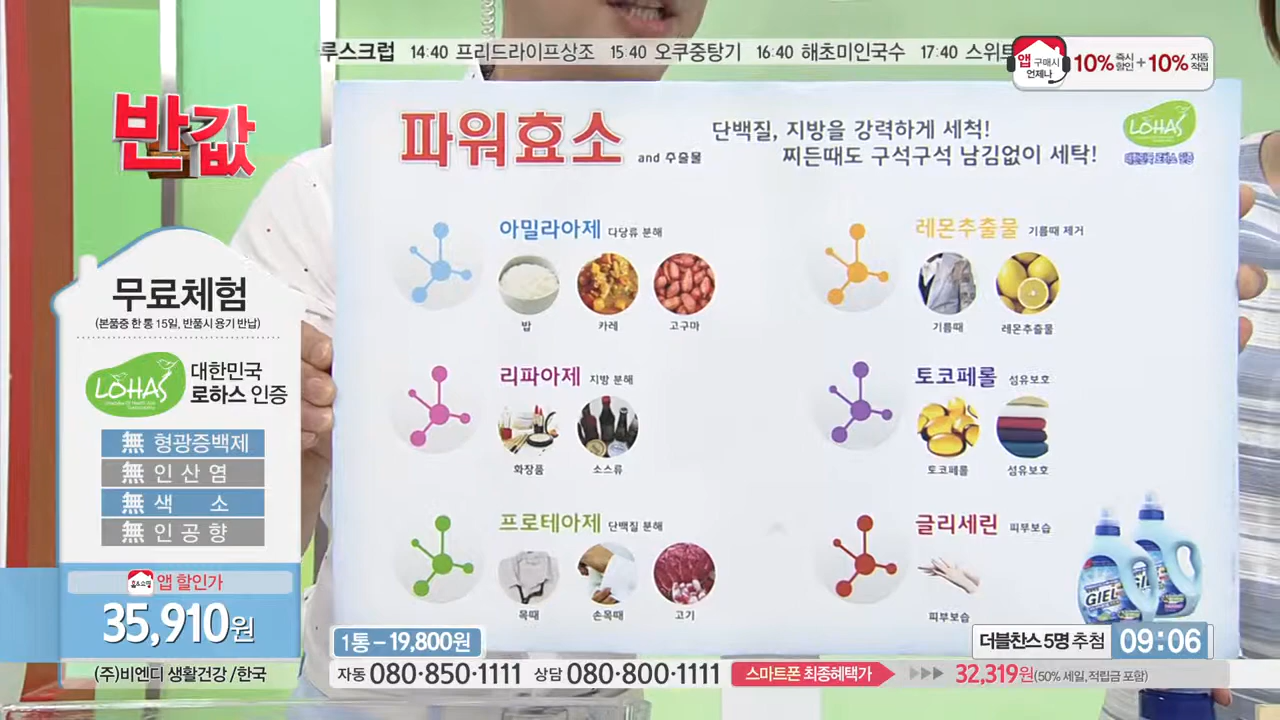 루스크럽 14:40 프리드라이프상조 15:40 오쿠중탕기 16:40 해초미인국수 17:40 스위트
앱 구매시
언제나
10% 즉시할인 + 10% 자동적립
반값
무료체험
(본품중 한 통 15일, 반품시 용기 반납)
LOHAS
대한민국
로하스 인증
無 형광증백제
無 인산염
無 색소
無 인공향
홈&쇼핑 앱 할인가
35,910원
(주)비엔디 생활건강/한국
파워효소 and 추출물
단백질, 지방을 강력하게 세척!
찌든때도 구석구석 남김없이 세탁!
LOHAS
대한민국 로하스 인증
아밀라아제 다당류 분해
밥 카레 고구마
리파아제 지방 분해
화장품 소스류
프로테아제 단백질 분해
목때 손목때 고기
레몬추출물 기름때 제거
기름때 레몬추출물
토코페롤 섬유보호
토코페롤 섬유보호
글리세린 피부보습
피부보습
GIEL
1통 – 19,800원
더블찬스 5명 추첨 09:06
자동 080·850·1111 상담 080·800·1111
스마트폰 최종혜택가
32,319원(50% 세일, 적립금 포함)